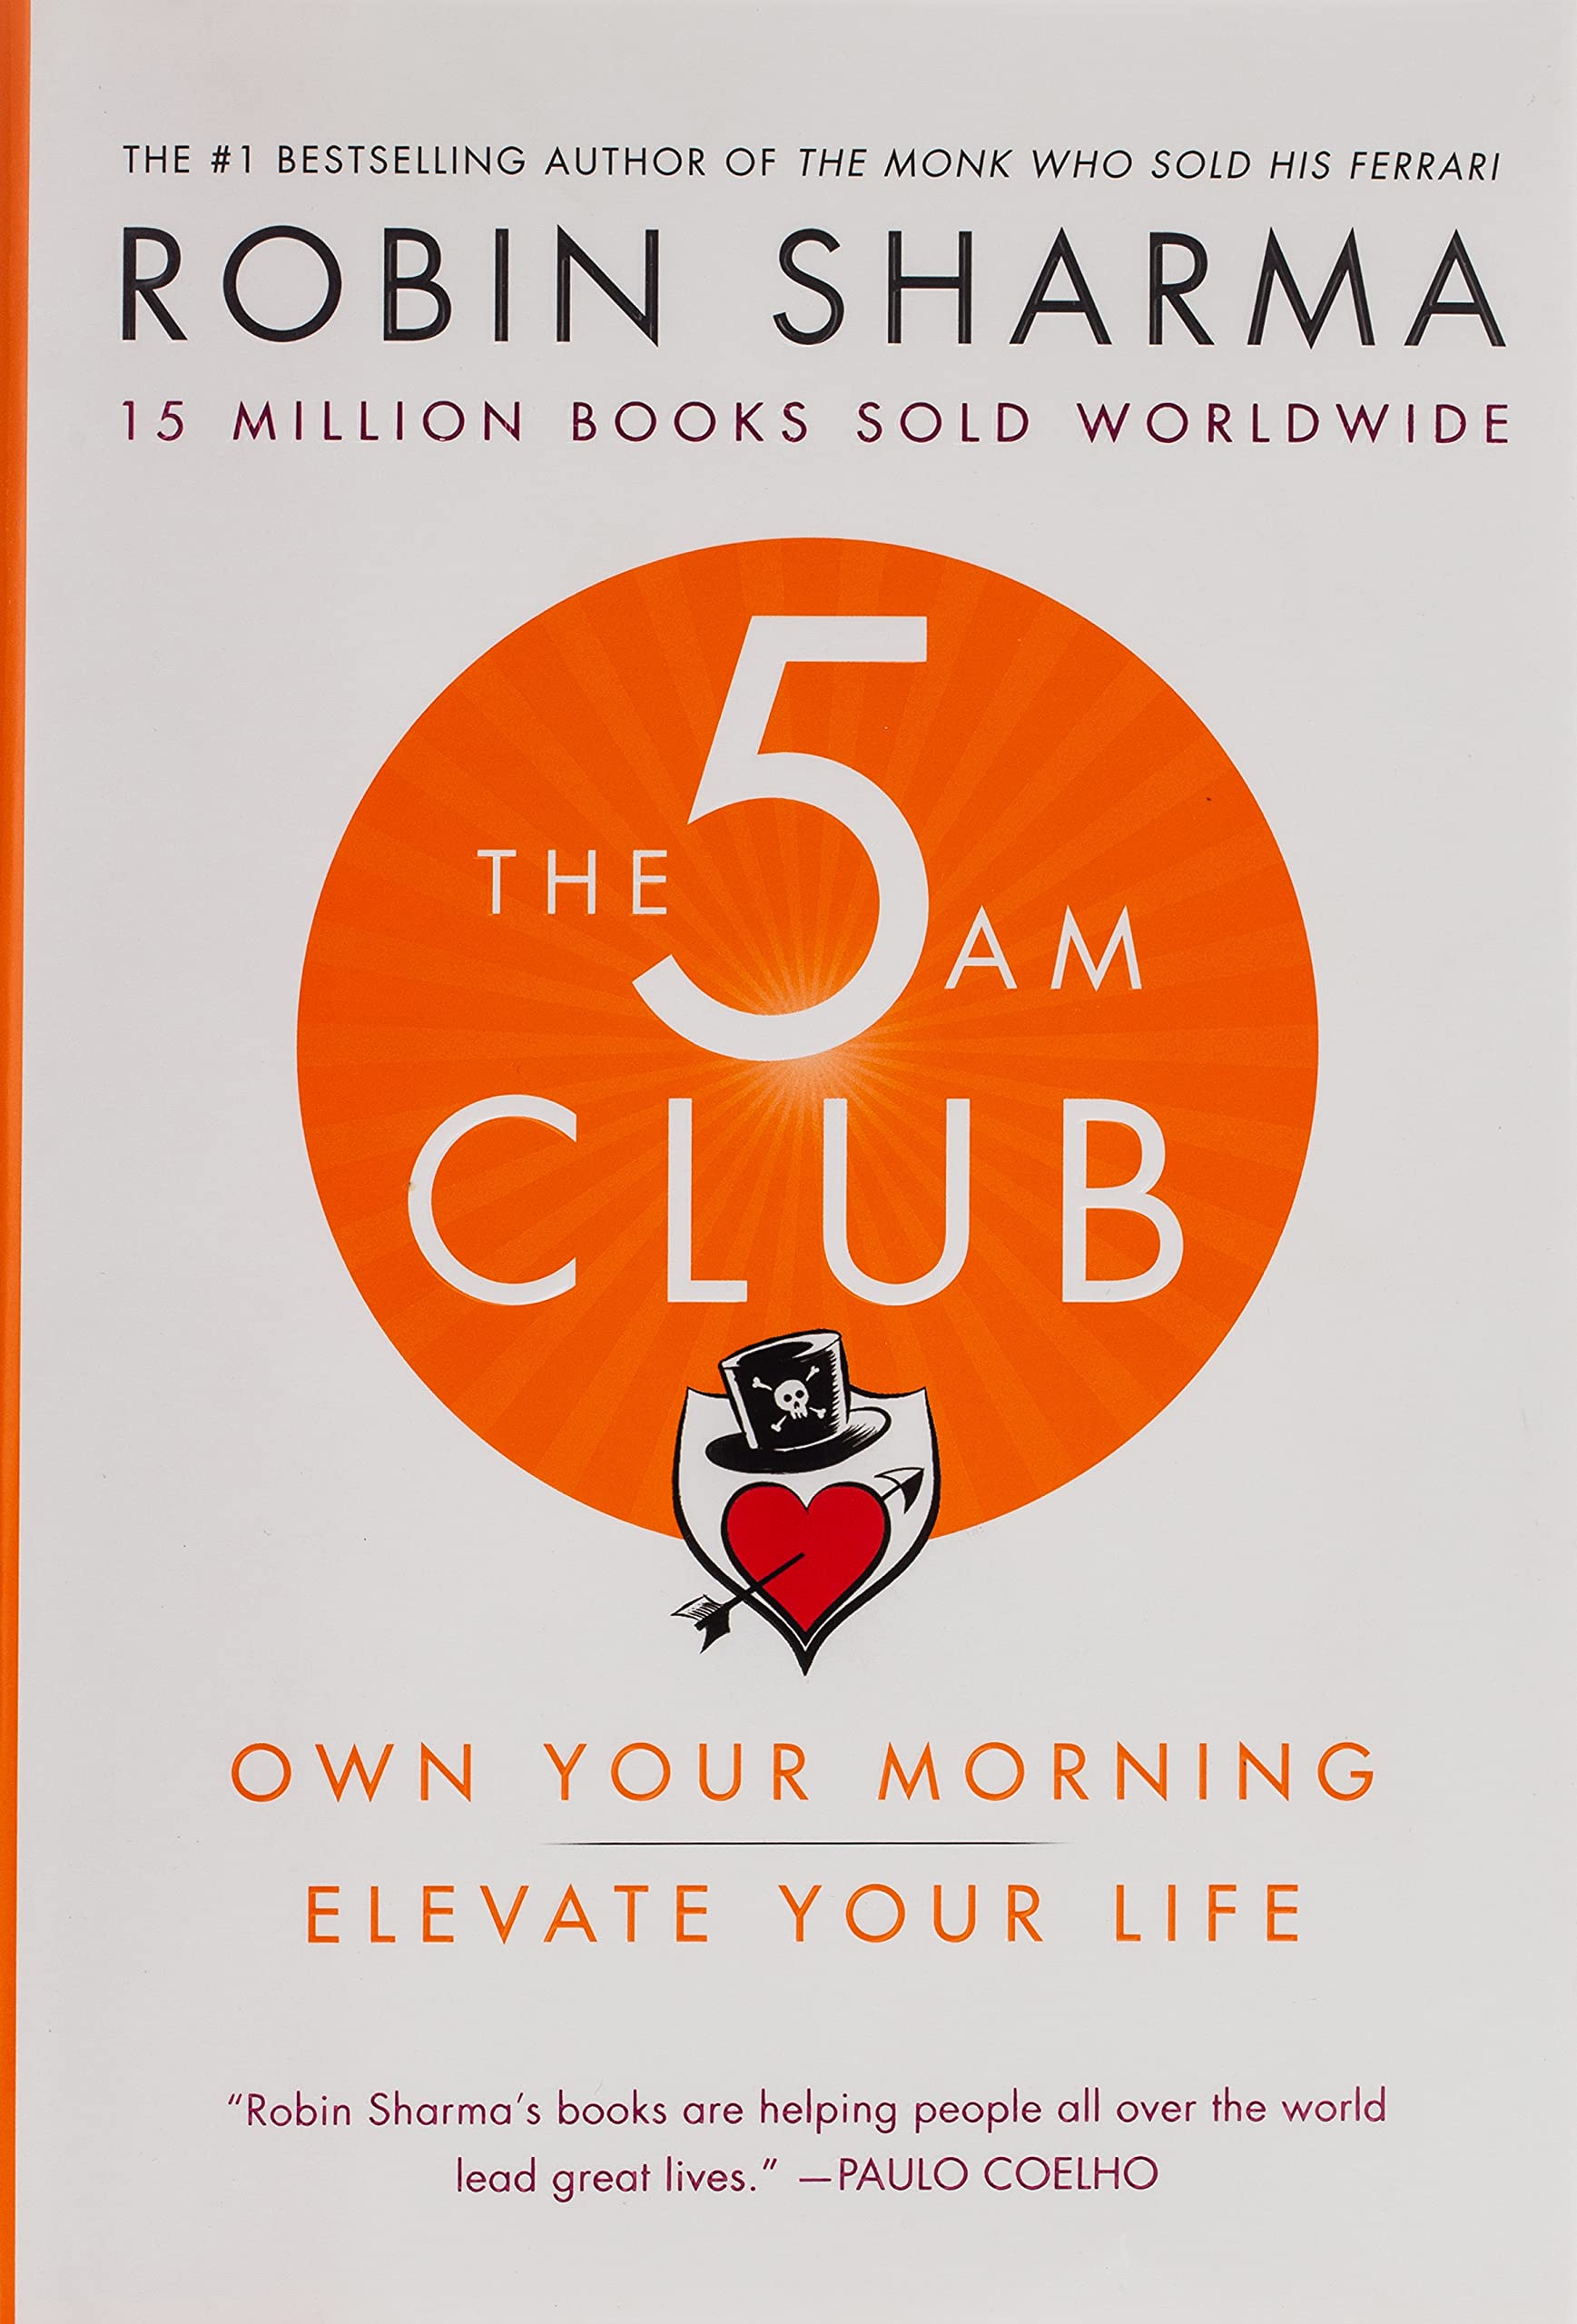 THE #1 BESTSELLING AUTHOR OF THE MONK WHO SOLD HIS FERRARI
ROBIN SHARMA
15 MILLION BOOKS SOLD WORLDWIDE
THE 5 AM
CLUB
OWN YOUR MORNING
ELEVATE YOUR LIFE
“Robin Sharma’s books are helping people all over the world
lead great lives.” —PAULO COELHO